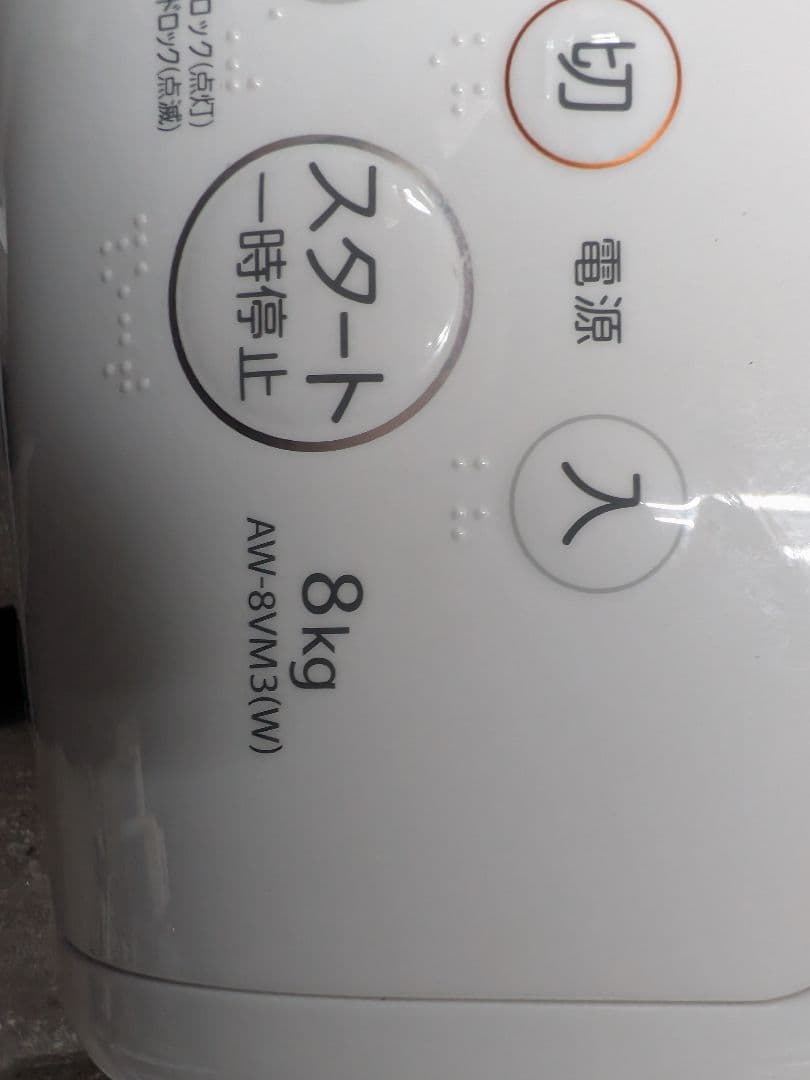 ロック(点灯)
ドロック(点滅)
切
電源
入
スタート
一時停止
8kg
AW-8VM3(W)